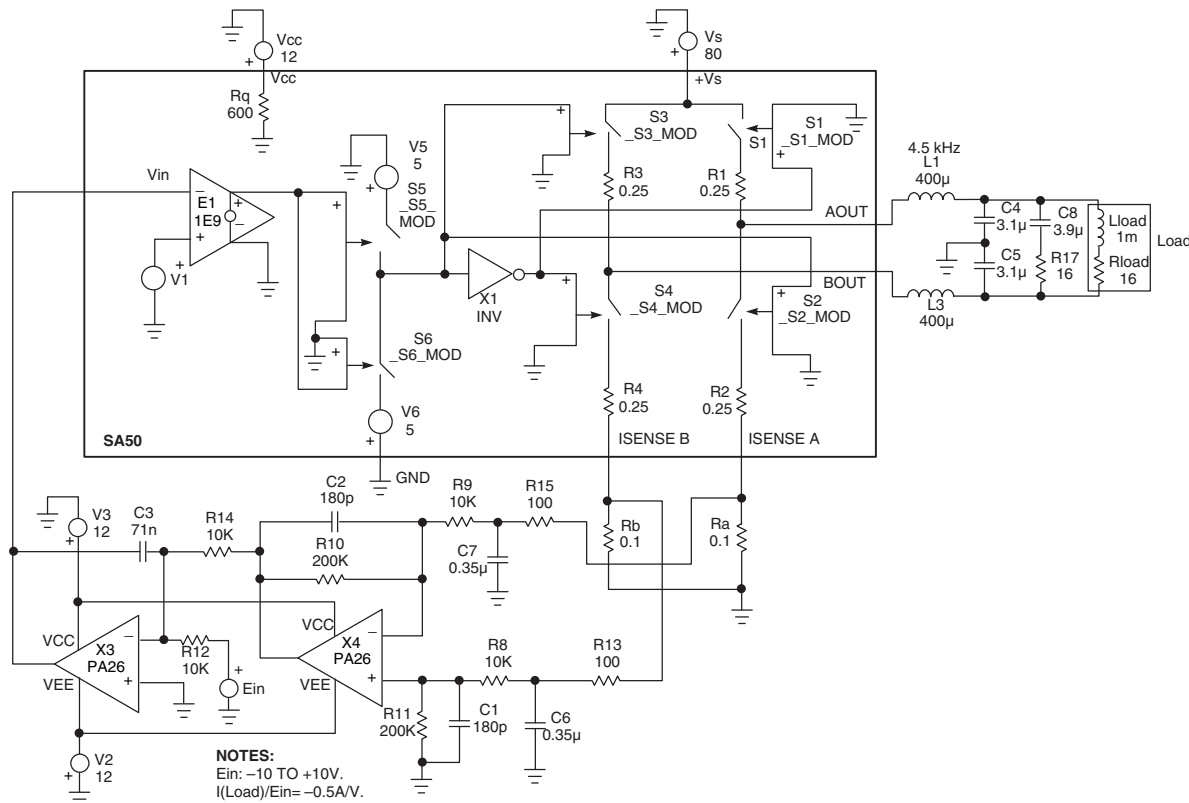 Vcc
12
Vcc
Rq
600
Vs
80
+Vs
V5
5
S5
_S5_
MOD
S3
_S3_MOD
S1
S1
_S1_MOD
R3
0.25
R1
0.25
Vin
E1
1E9
V1
+
−
AOUT
BOUT
4.5 kHz
L1
400µ
C4
3.1µ
C8
3.9µ
Lload
1m
Load
C5
3.1µ
R17
16
Rload
16
L3
400µ
X1
INV
S4
_S4_MOD
S2
_S2_MOD
S6
_S6_MOD
R4
0.25
R2
0.25
V6
5
SA50
ISENSE B
ISENSE A
GND
V3
12
C3
71n
R14
10K
C2
180p
R10
200K
R9
10K
R15
100
C7
0.35µ
Rb
0.1
Ra
0.1
VCC
X3
PA26
VEE
R12
10K
Ein
VCC
X4
PA26
VEE
R8
10K
R13
100
R11
200K
C1
180p
C6
0.35µ
V2
12
NOTES:
Ein: –10 TO +10V.
I(Load)/Ein= –0.5A/V.